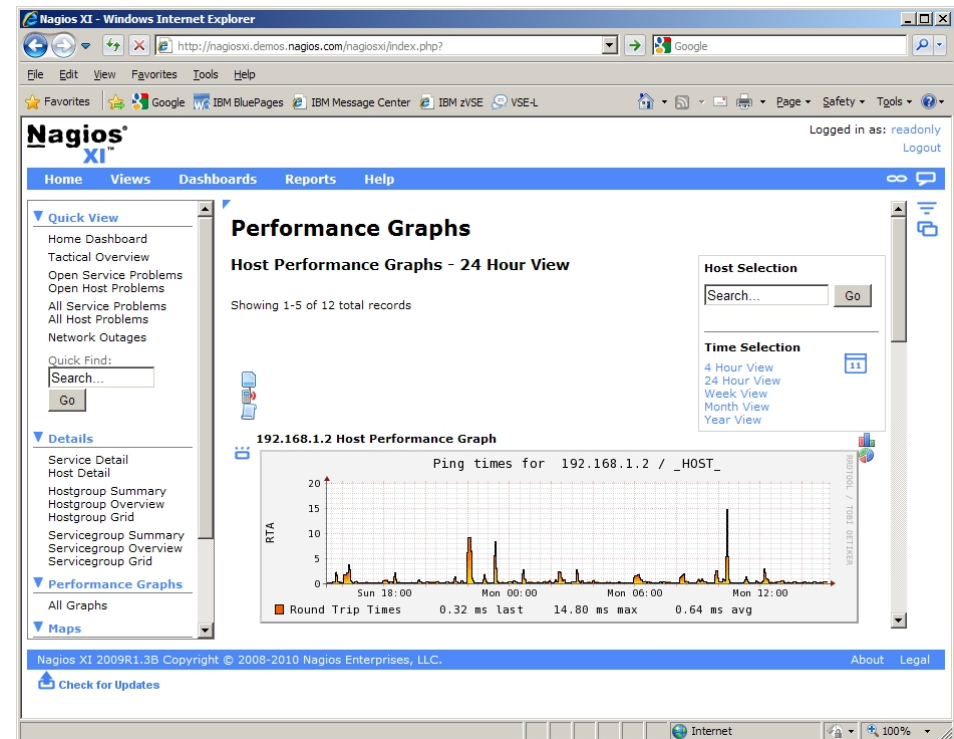 Nagios XI - Windows Internet Explorer
http://nagiosxi.demos.nagios.com/nagiosxi/index.php?
Google
File Edit View Favorites Tools Help
Favorites Google IBM BluePages IBM Message Center IBM zVSE VSE-L Page Safety Tools
Nagios®
XI™
Logged in as: readonly
Logout
Home Views Dashboards Reports Help
Quick View
Home Dashboard
Tactical Overview
Open Service Problems
Open Host Problems
All Service Problems
All Host Problems
Network Outages
Quick Find:
Search...
Go
Details
Service Detail
Host Detail
Hostgroup Summary
Hostgroup Overview
Hostgroup Grid
Servicegroup Summary
Servicegroup Overview
Servicegroup Grid
Performance Graphs
All Graphs
Maps
Performance Graphs
Host Performance Graphs - 24 Hour View
Showing 1-5 of 12 total records
Host Selection
Search...
Go
Time Selection
4 Hour View
24 Hour View
Week View
Month View
Year View
11
192.168.1.2 Host Performance Graph
Ping times for 192.168.1.2 / _HOST_
RRDTOOL / TOBI OETIKER
RTA
20
15
10
5
0
Sun 18:00 Mon 00:00 Mon 06:00 Mon 12:00
Round Trip Times 0.32 ms last 14.80 ms max 0.64 ms avg
Nagios XI 2009R1.3B Copyright © 2008-2010 Nagios Enterprises, LLC.
About Legal
Check for Updates
Internet
100%